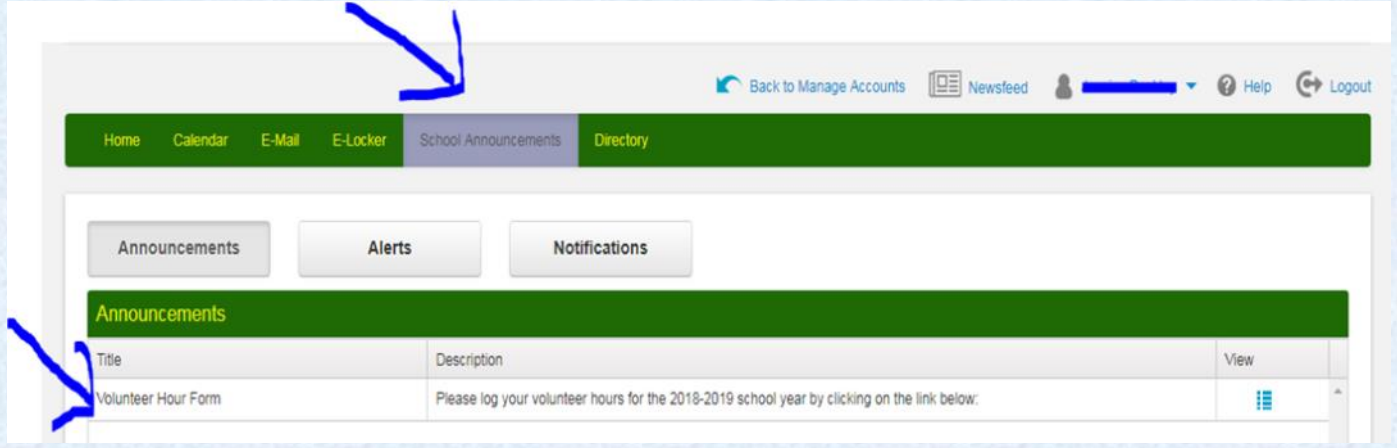 Back to Manage Accounts Newsfeed Help Logout
Home Calendar E-Mail E-Locker School Announcements Directory
Announcements Alerts Notifications
Announcements
Title Description View
Volunteer Hour Form Please log your volunteer hours for the 2018-2019 school year by clicking on the link below: